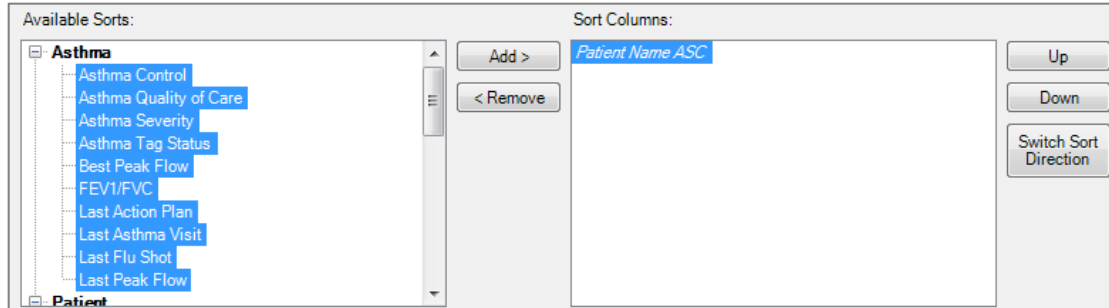 Available Sorts:
Asthma
Asthma Control
Asthma Quality of Care
Asthma Severity
Asthma Tag Status
Best Peak Flow
FEV1/FVC
Last Action Plan
Last Asthma Visit
Last Flu Shot
Last Peak Flow
Patient
Add >
< Remove
Sort Columns:
Patient Name ASC
Up
Down
Switch Sort
Direction